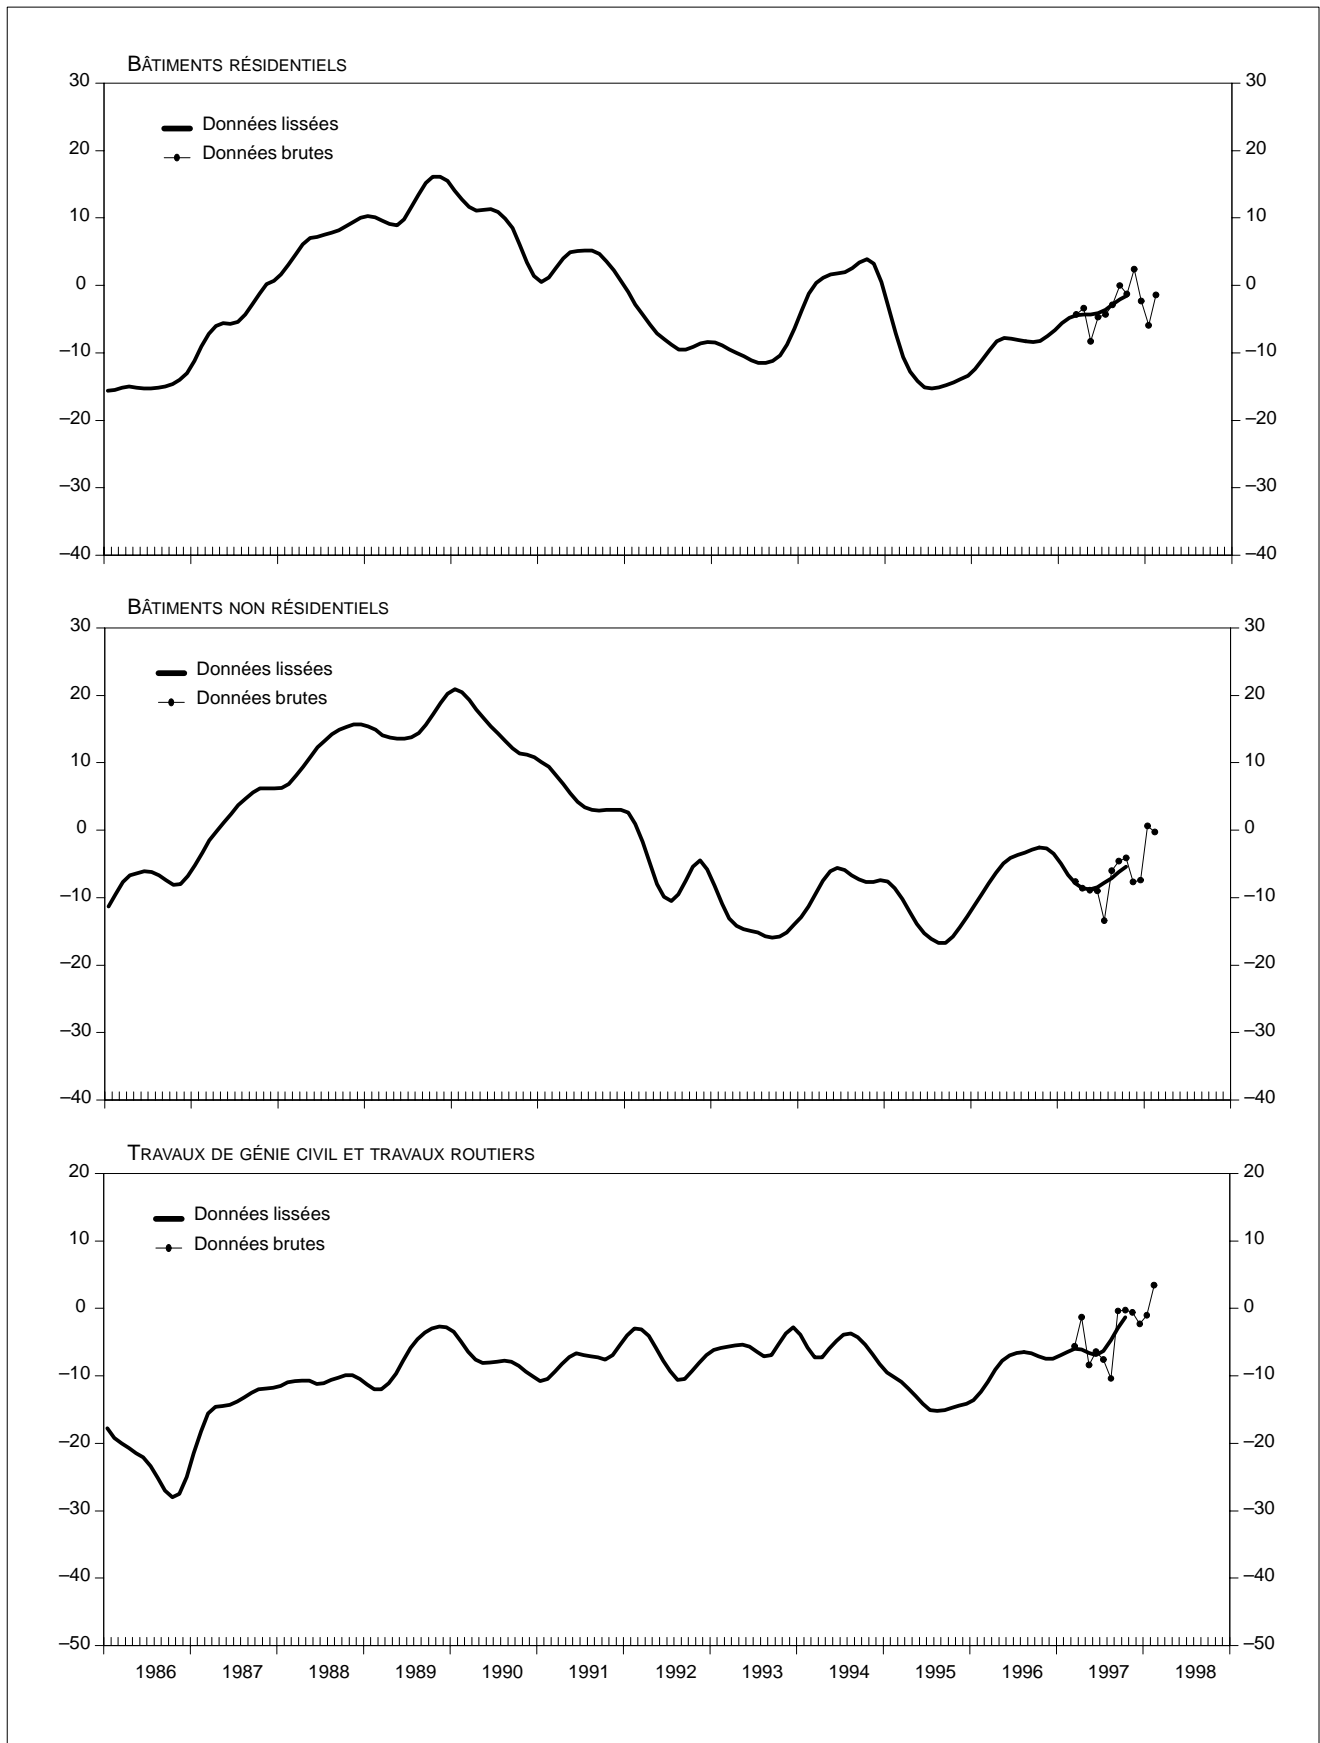 BÂTIMENTS RÉSIDENTIELS
30 30
Données lissées
20 Données brutes 20
10 10
0 0
–10 –10
–20 –20
–30 –30
–40 –40
BÂTIMENTS NON RÉSIDENTIELS
30 30
Données lissées
20 Données brutes 20
10 10
0 0
–10 –10
–20 –20
–30 –30
–40 –40
TRAVAUX DE GÉNIE CIVIL ET TRAVAUX ROUTIERS
20 20
Données lissées
10 Données brutes 10
0 0
–10 –10
–20 –20
–30 –30
–40 –40
–50 –50
1986 1987 1988 1989 1990 1991 1992 1993 1994 1995 1996 1997 1998